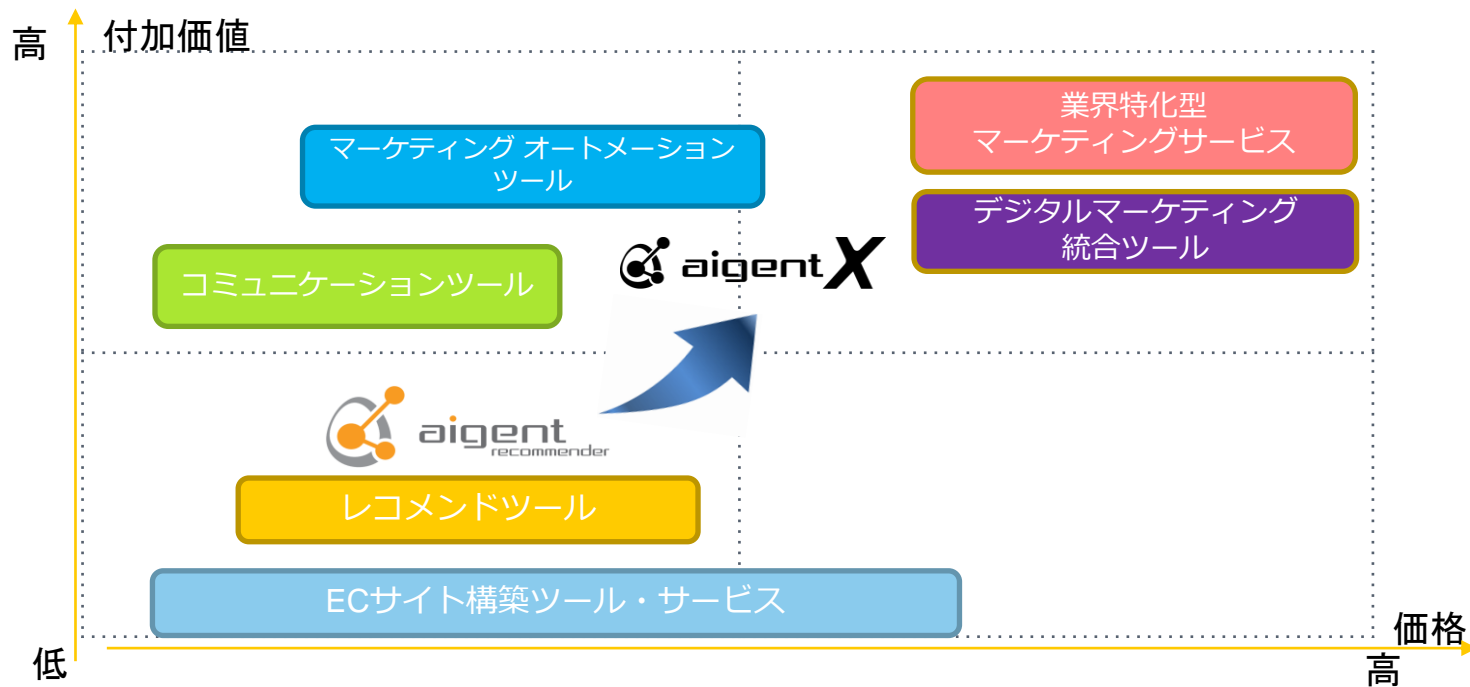 高
付加価値
業界特化型
マーケティングサービス
マーケティング オートメーション
ツール
デジタルマーケティング
統合ツール
aigent X
コミュニケーションツール
aigent
recommender
レコメンドツール
ECサイト構築ツール・サービス
価格
低
高